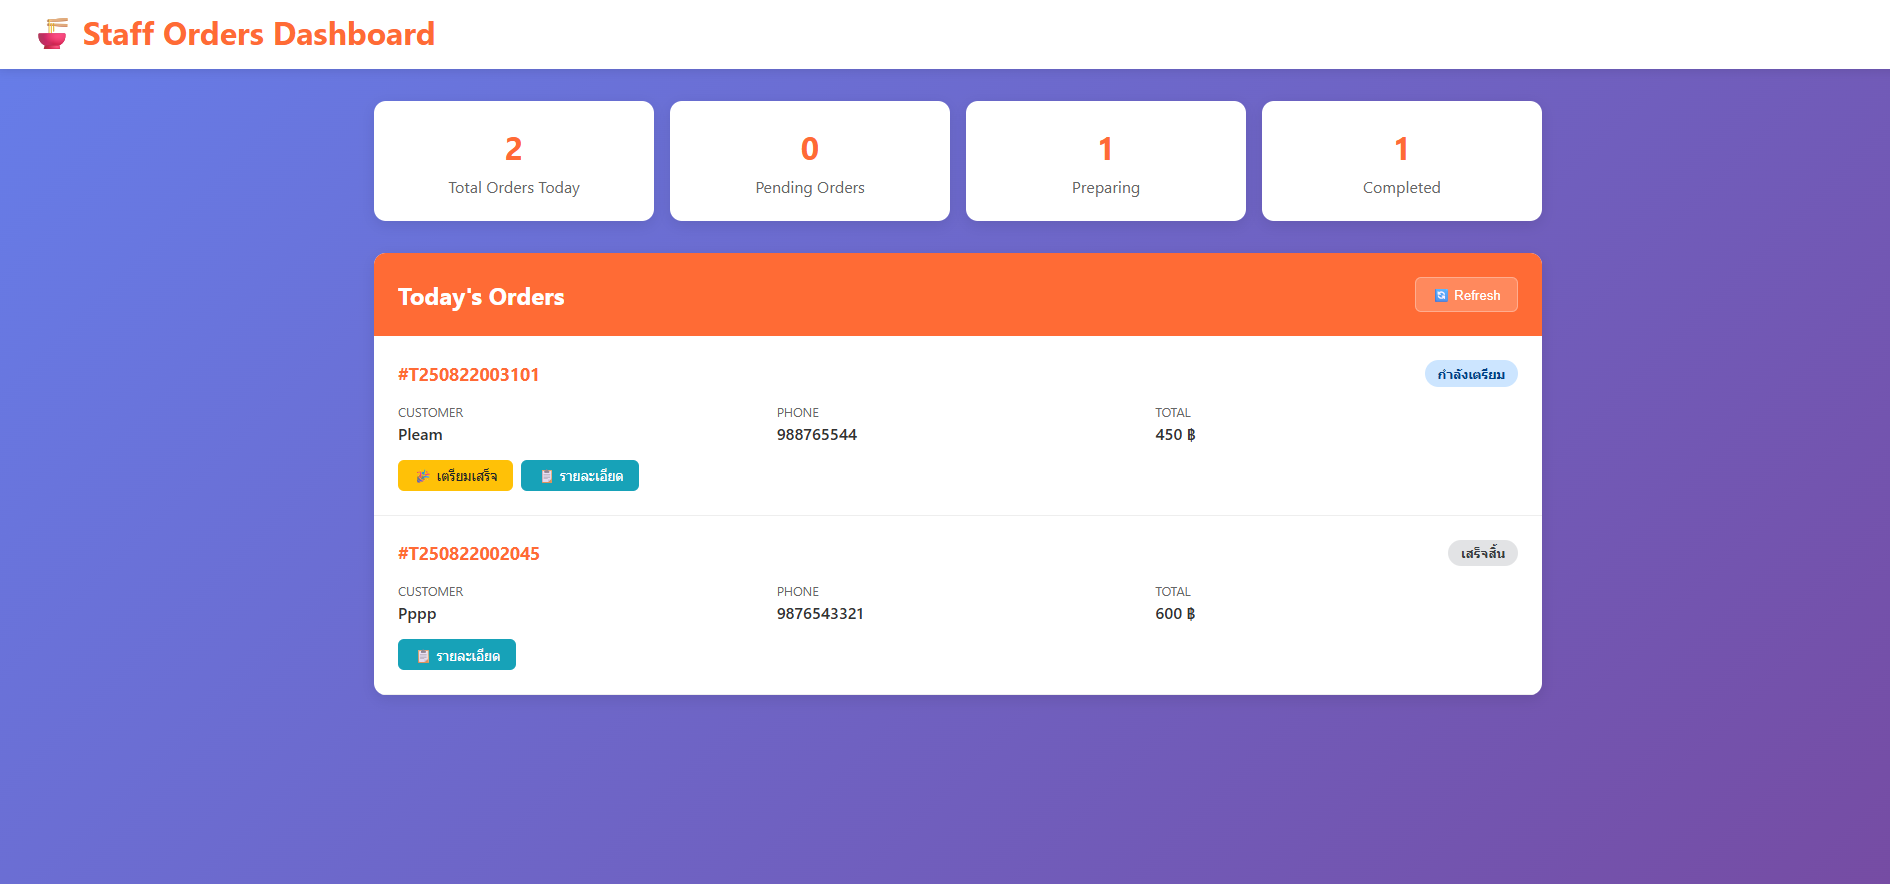 Staff Orders Dashboard
2
Total Orders Today
0
Pending Orders
1
Preparing
1
Completed
Today's Orders
Refresh
#T250822003101
กำลังเตรียม
CUSTOMER
PHONE
TOTAL
Pleam
988765544
450 ฿
เตรียมเสร็จ
รายละเอียด
#T250822002045
เสร็จสิ้น
CUSTOMER
PHONE
TOTAL
Pppp
9876543321
600 ฿
รายละเอียด